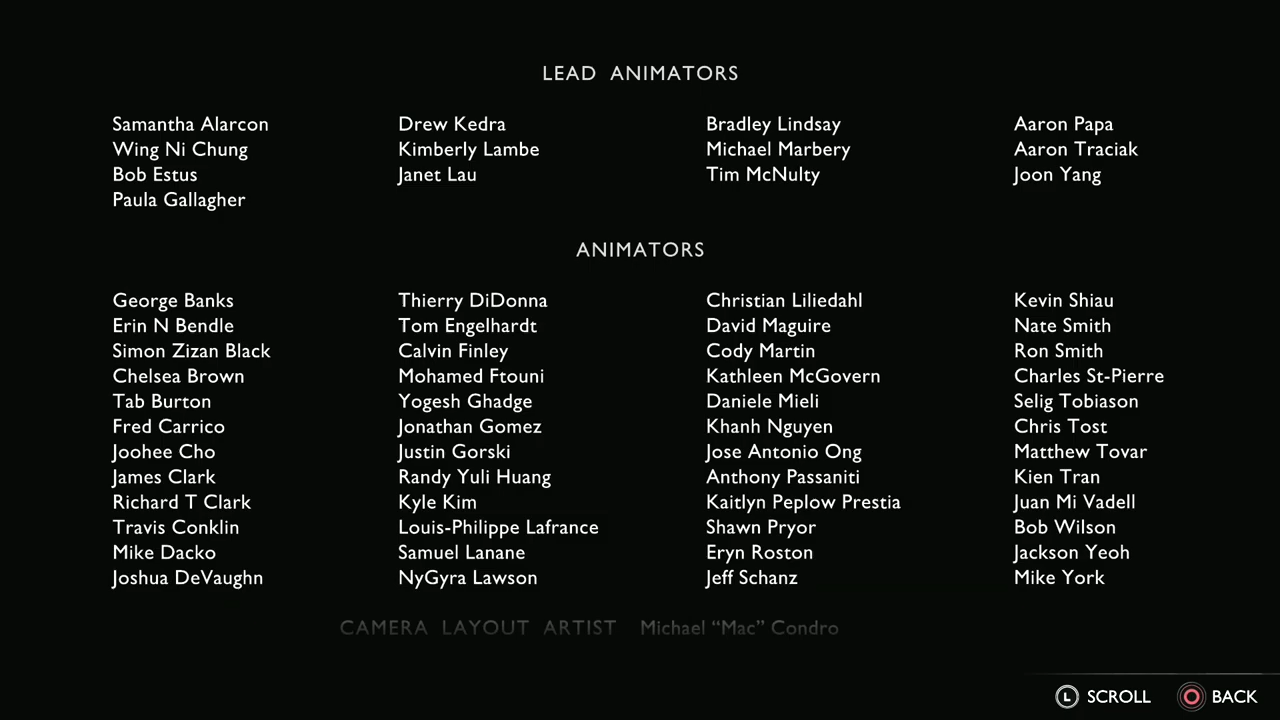 LEAD ANIMATORS
Samantha Alarcon Drew Kedra Bradley Lindsay Aaron Papa
Wing Ni Chung Kimberly Lambe Michael Marbery Aaron Traciak
Bob Estus Janet Lau Tim McNulty Joon Yang
Paula Gallagher
ANIMATORS
George Banks Thierry DiDonna Christian Liliedahl Kevin Shiau
Erin N Bendle Tom Engelhardt David Maguire Nate Smith
Simon Zizan Black Calvin Finley Cody Martin Ron Smith
Chelsea Brown Mohamed Ftouni Kathleen McGovern Charles St-Pierre
Tab Burton Yogesh Ghadge Daniele Mieli Selig Tobiason
Fred Carrico Jonathan Gomez Khanh Nguyen Chris Tost
Joohee Cho Justin Gorski Jose Antonio Ong Matthew Tovar
James Clark Randy Yuli Huang Anthony Passaniti Kien Tran
Richard T Clark Kyle Kim Kaitlyn Peplow Prestia Juan Mi Vadell
Travis Conklin Louis-Philippe Lafrance Shawn Pryor Bob Wilson
Mike Dacko Samuel Lanane Eryn Roston Jackson Yeoh
Joshua DeVaughn NyGyra Lawson Jeff Schanz Mike York
CAMERA LAYOUT ARTIST Michael “Mac” Condro
L SCROLL BACK